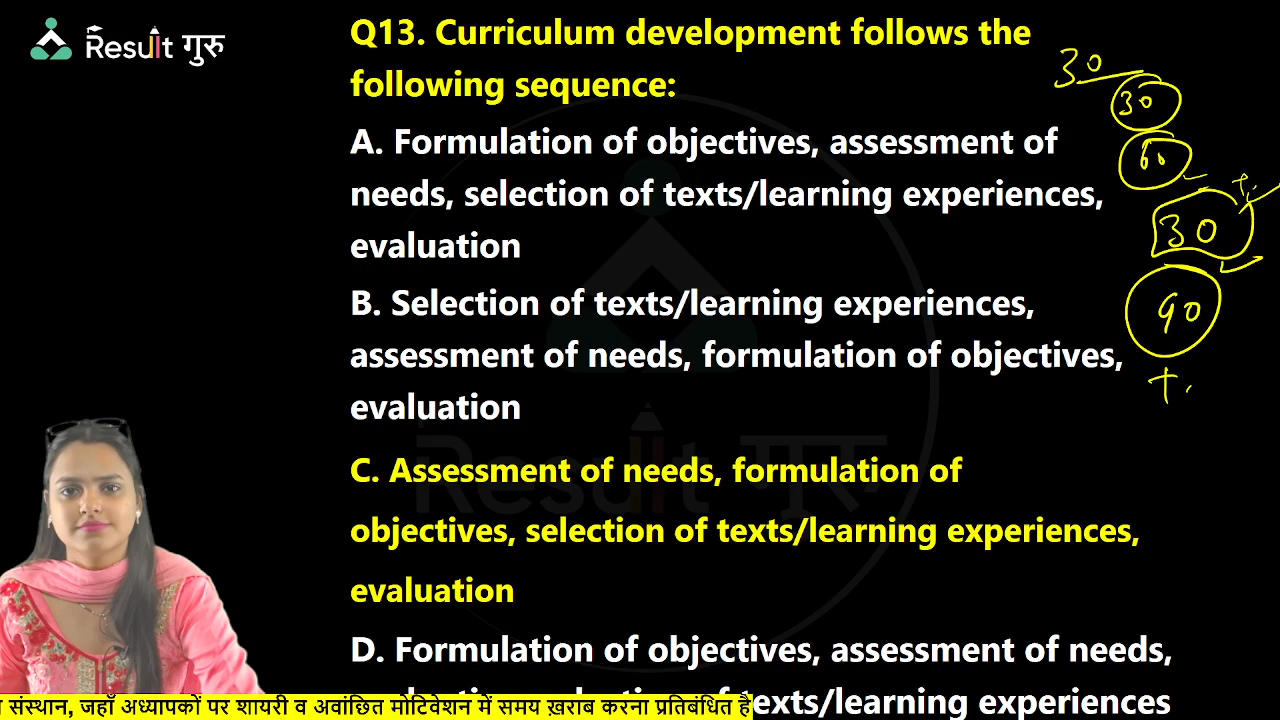 Result गुरु
Q13. Curriculum development follows the
following sequence:
A. Formulation of objectives, assessment of
needs, selection of texts/learning experiences,
evaluation
B. Selection of texts/learning experiences,
assessment of needs, formulation of objectives,
evaluation
C. Assessment of needs, formulation of
objectives, selection of texts/learning experiences,
evaluation
D. Formulation of objectives, assessment of needs,
texts/learning experiences
संस्थान, जहाँ अध्यापकों पर शायरी व अवांछित मोटिवेशन में समय ख़राब करना प्रतिबंधित है
30
30
60
30
90
Result गुरु